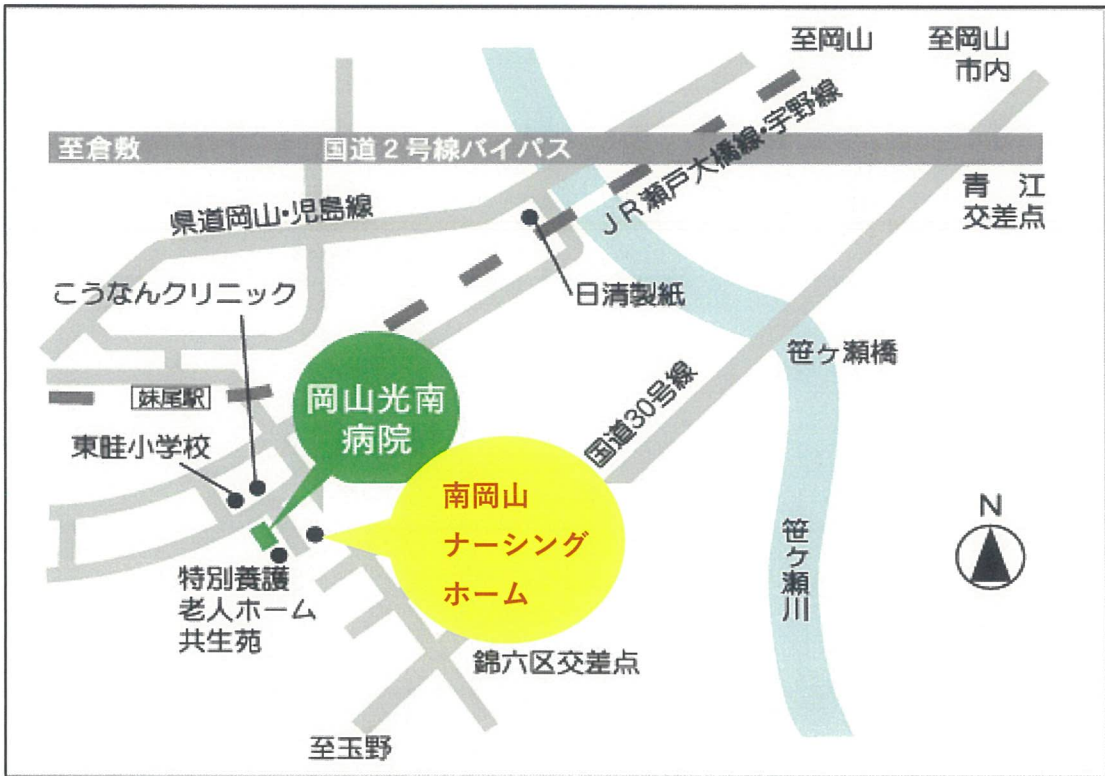 至岡山
至岡山
市内
至倉敷
国道2号線バイパス
JR瀬戸大橋線・宇野線
青 江
交差点
県道岡山・児島線
こうなんクリニック
日清製紙
笹ヶ瀬橋
妹尾駅
岡山光南
病院
国道30号線
東畦小学校
南岡山
ナーシング
ホーム
N
笹ヶ瀬川
特別養護
老人ホーム
共生苑
錦六区交差点
至玉野